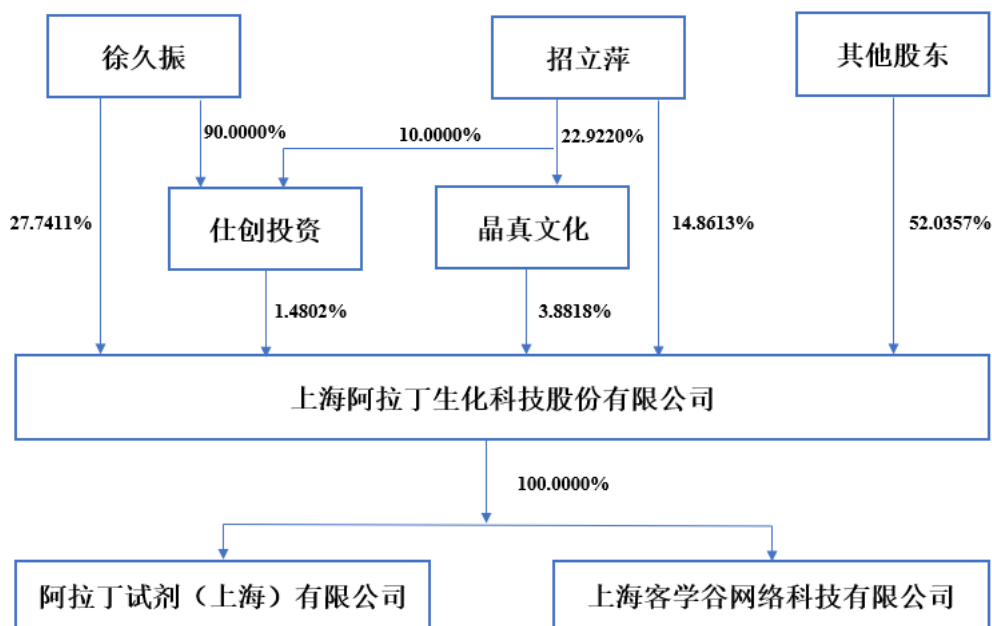 徐久振
招立萍
其他股东
90.0000%
10.0000%
22.9220%
27.7411%
仕创投资
晶真文化
14.8613%
52.0357%
1.4802%
3.8818%
上海阿拉丁生化科技股份有限公司
100.0000%
阿拉丁试剂（上海）有限公司
上海客学谷网络科技有限公司